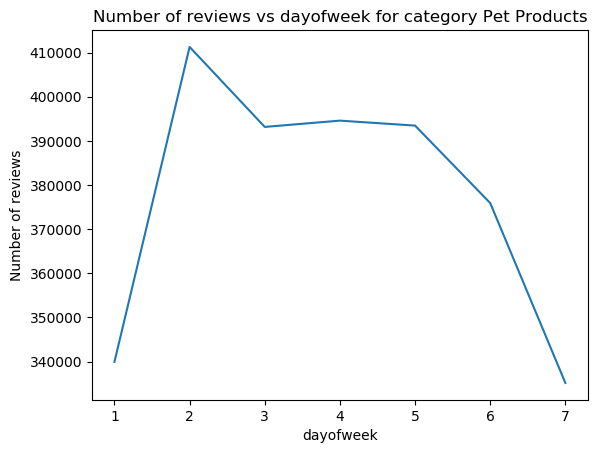 Number of reviews vs dayofweek for category Pet Products
410000
400000
390000
380000
370000
360000
350000
340000
Number of reviews
1 2 3 4 5 6 7
dayofweek